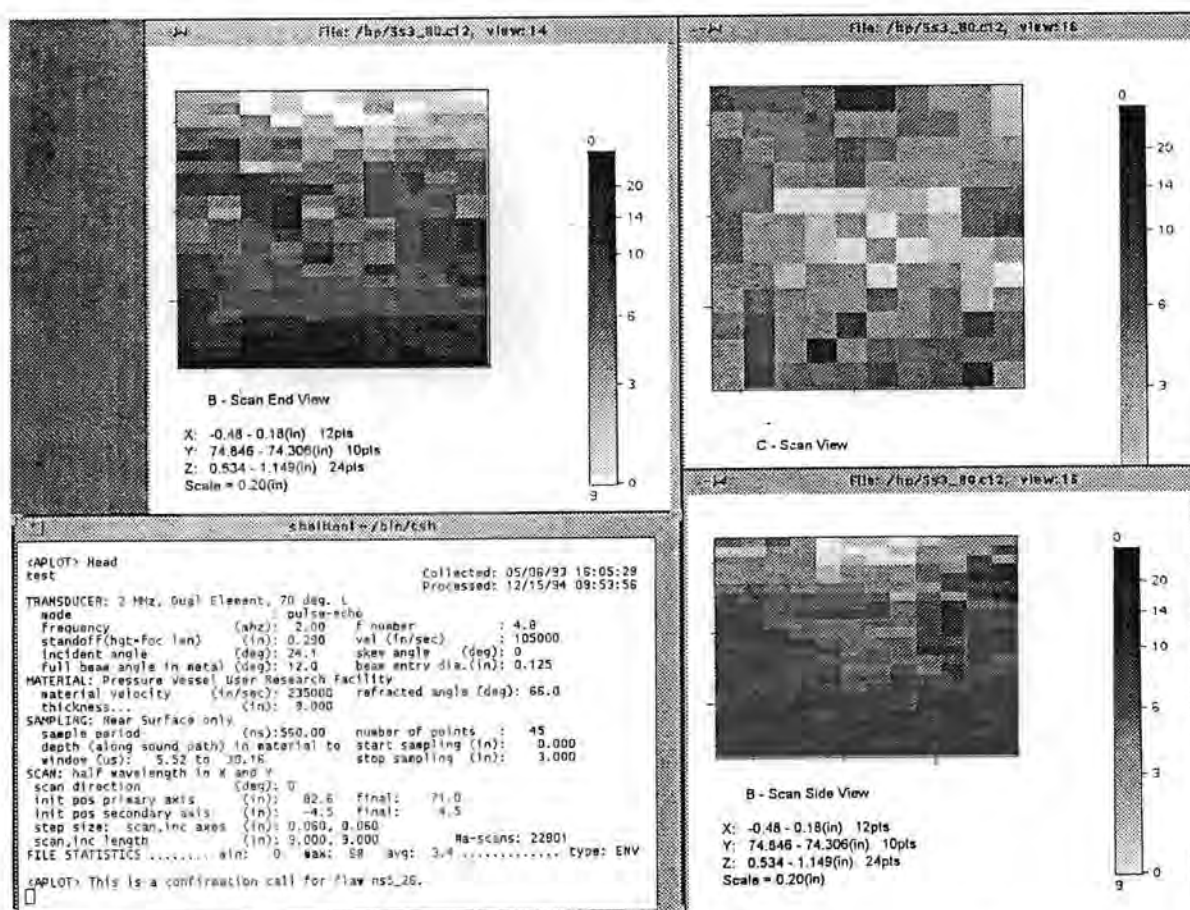 File: /hp/5s3_80.c12, view:14
0
20
14
10
6
3
0
9
B - Scan End View
X: -0.48 - 0.18(in) 12pts
Y: 74.846 - 74.306(in) 10pts
Z: 0.534 - 1.149(in) 24pts
Scale = 0.20(in)
File: /hp/5s3_80.c12, view:16
0
20
14
10
6
3
0
C - Scan View
shelltool - /bin/csh
<APLOT> Head
test
Collected: 05/06/93 16:05:29
Processed: 12/15/94 09:53:56
TRANSDUCER: 2 MHz, Dual Element, 70 deg. L
mode : pulse-echo
frequency (mhz): 2.00 f number : 4.8
standoff(hgt+foc len) (in): 0.290 vel (in/sec) : 105000
incident angle (deg): 24.1 skew angle (deg): 0
full beam angle in metal (deg): 12.0 beam entry dia.(in): 0.125
MATERIAL: Pressure Vessel User Research Facility
material velocity (in/sec): 235000 refracted angle (deg): 66.0
thickness... (in): 9.000
SAMPLING: Near Surface only
sample period (ns):550.00 number of points : 45
depth (along sound path) in material to start sampling (in): 0.000
window (us): 5.52 to 30.16 stop sampling (in): 3.000
SCAN: half wavelength in X and Y
scan direction (deg): 0
init pos primary axis (in): 82.6 final: 71.0
init pos secondary axis (in): -4.5 final: 4.5
step size: scan,inc axes (in): 0.060, 0.060
scan,inc length (in): 9.000, 9.000 #a-scans: 22801
FILE STATISTICS ........ min: 0 max: avg: 3.4 ............. type: ENV
<APLOT> This is a confirmation call for flaw ns5_26.
File: /hp/5s3_80.c12, view:15
0
20
14
10
6
3
0
9
B - Scan Side View
X: -0.48 - 0.18(in) 12pts
Y: 74.846 - 74.306(in) 10pts
Z: 0.534 - 1.149(in) 24pts
Scale = 0.20(in)